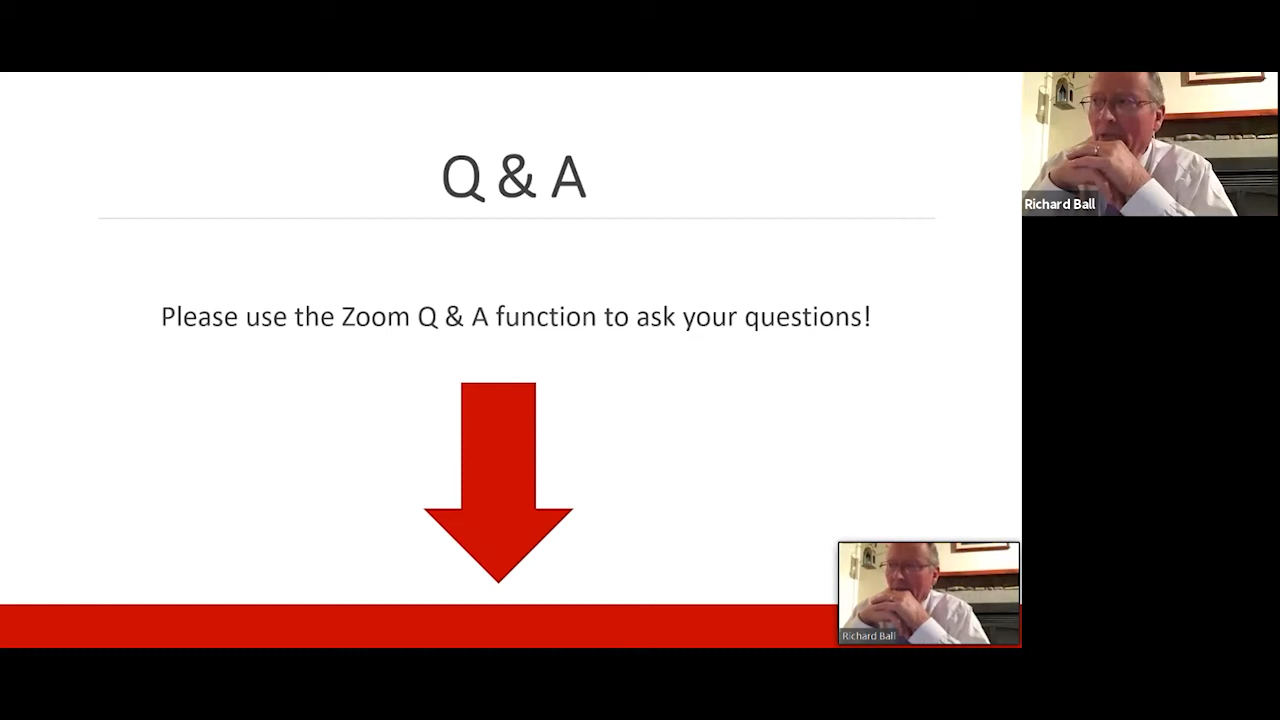 Q & A
Richard Ball
Please use the Zoom Q & A function to ask your questions!
Richard Ball